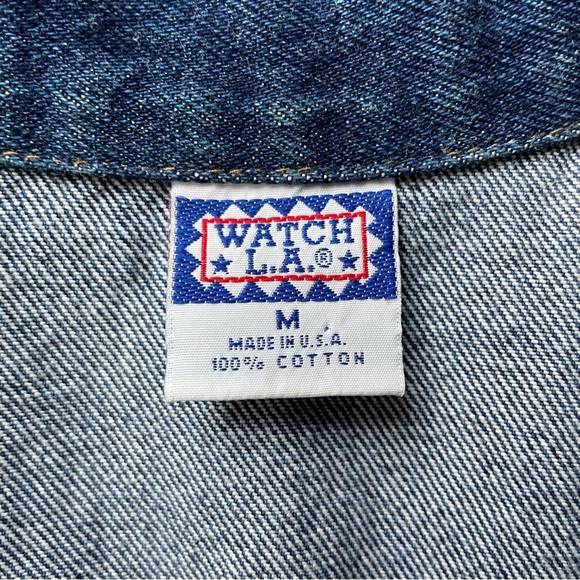 WATCH
★ L.A.® ★
M
MADE IN U.S.A.
100% COTTON